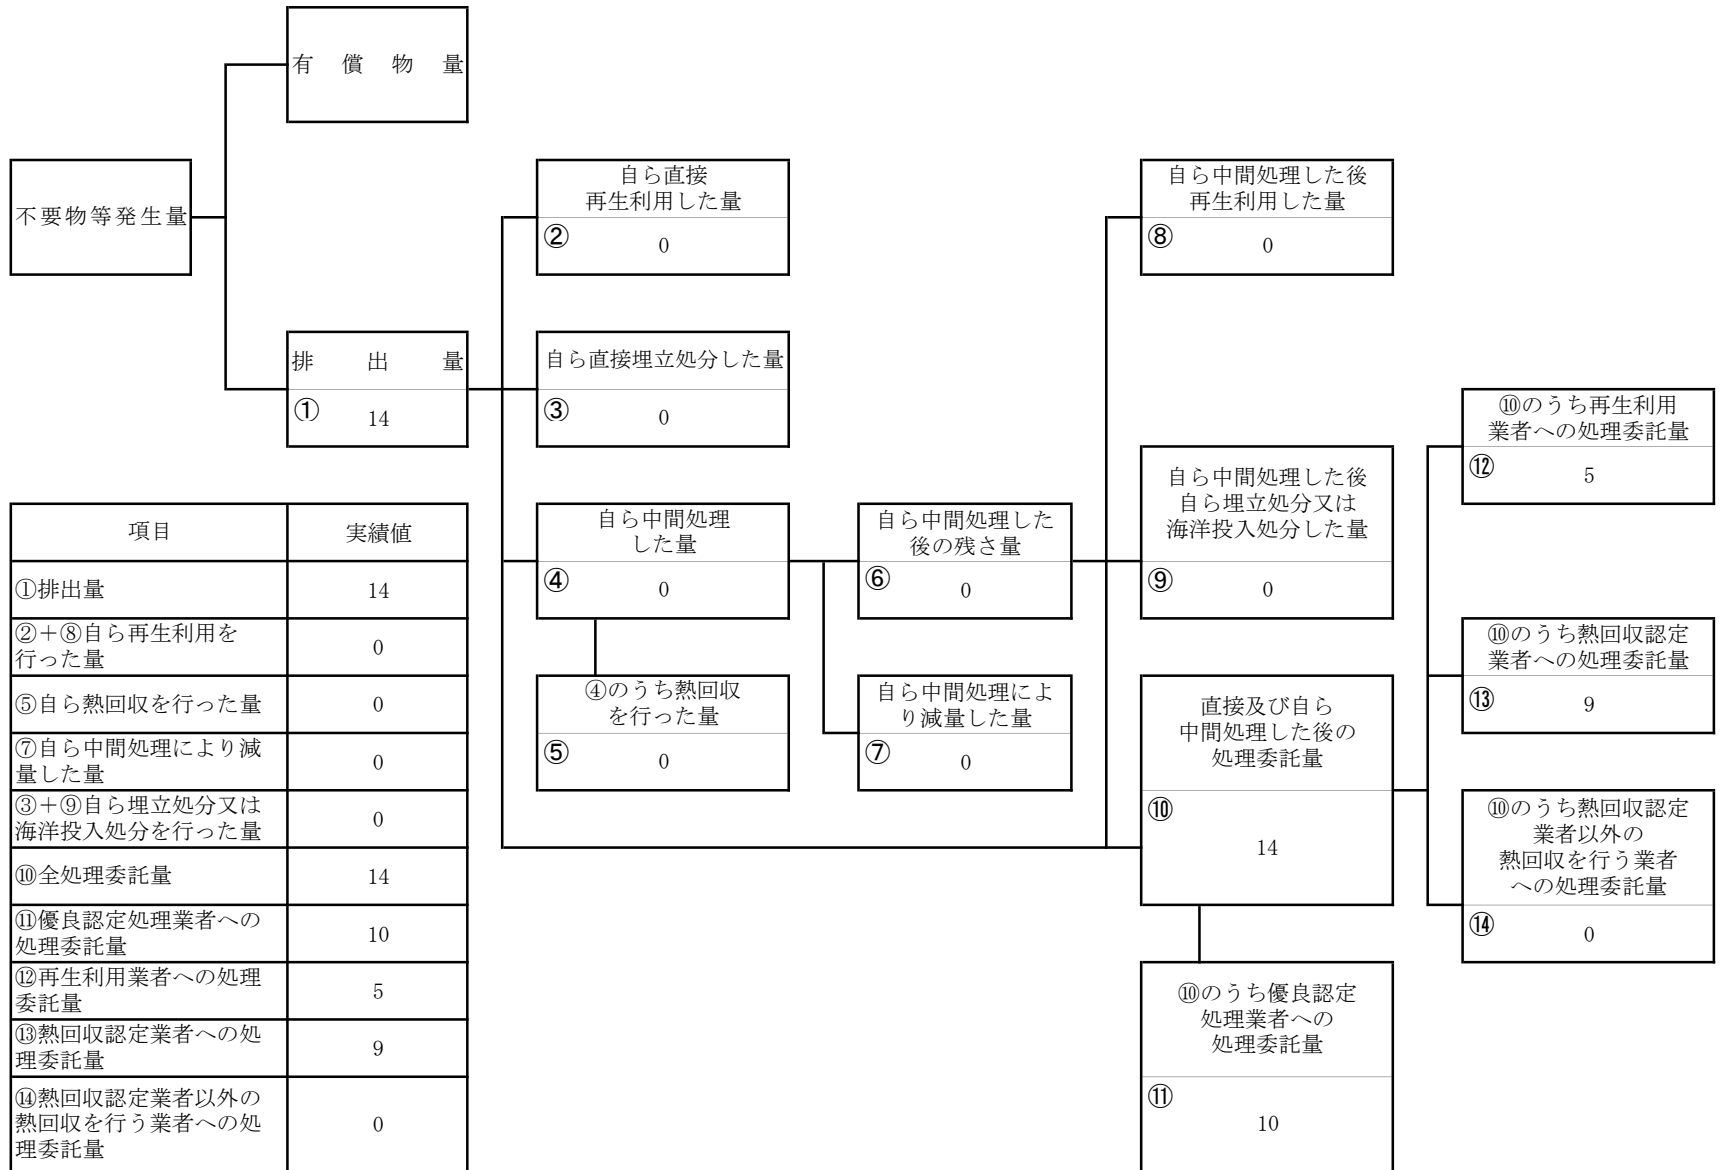 有償物量
不要物等発生量
排出量
① 14
自ら直接
再生利用した量
② 0
自ら直接埋立処分した量
③ 0
自ら中間処理
した量
④ 0
④のうち熱回収
を行った量
⑤ 0
自ら中間処理した
後の残さ量
⑥ 0
自ら中間処理によ
り減量した量
⑦ 0
自ら中間処理した後
再生利用した量
⑧ 0
自ら中間処理した後
自ら埋立処分又は
海洋投入処分した量
⑨ 0
直接及び自ら
中間処理した後の
処理委託量
⑩
14
⑩のうち優良認定
処理業者への
処理委託量
⑪
10
⑩のうち再生利用
業者への処理委託量
⑫ 5
⑩のうち熱回収認定
業者への処理委託量
⑬ 9
⑩のうち熱回収認定
業者以外の
熱回収を行う業者
への処理委託量
⑭ 0
項目 実績値
①排出量 14
②+⑧自ら再生利用を
行った量 0
⑤自ら熱回収を行った量 0
⑦自ら中間処理により減
量した量 0
③+⑨自ら埋立処分又は
海洋投入処分を行った量 0
⑩全処理委託量 14
⑪優良認定処理業者への
処理委託量 10
⑫再生利用業者への処理
委託量 5
⑬熱回収認定業者への処
理委託量 9
⑭熱回収認定業者以外の
熱回収を行う業者への処
理委託量 0